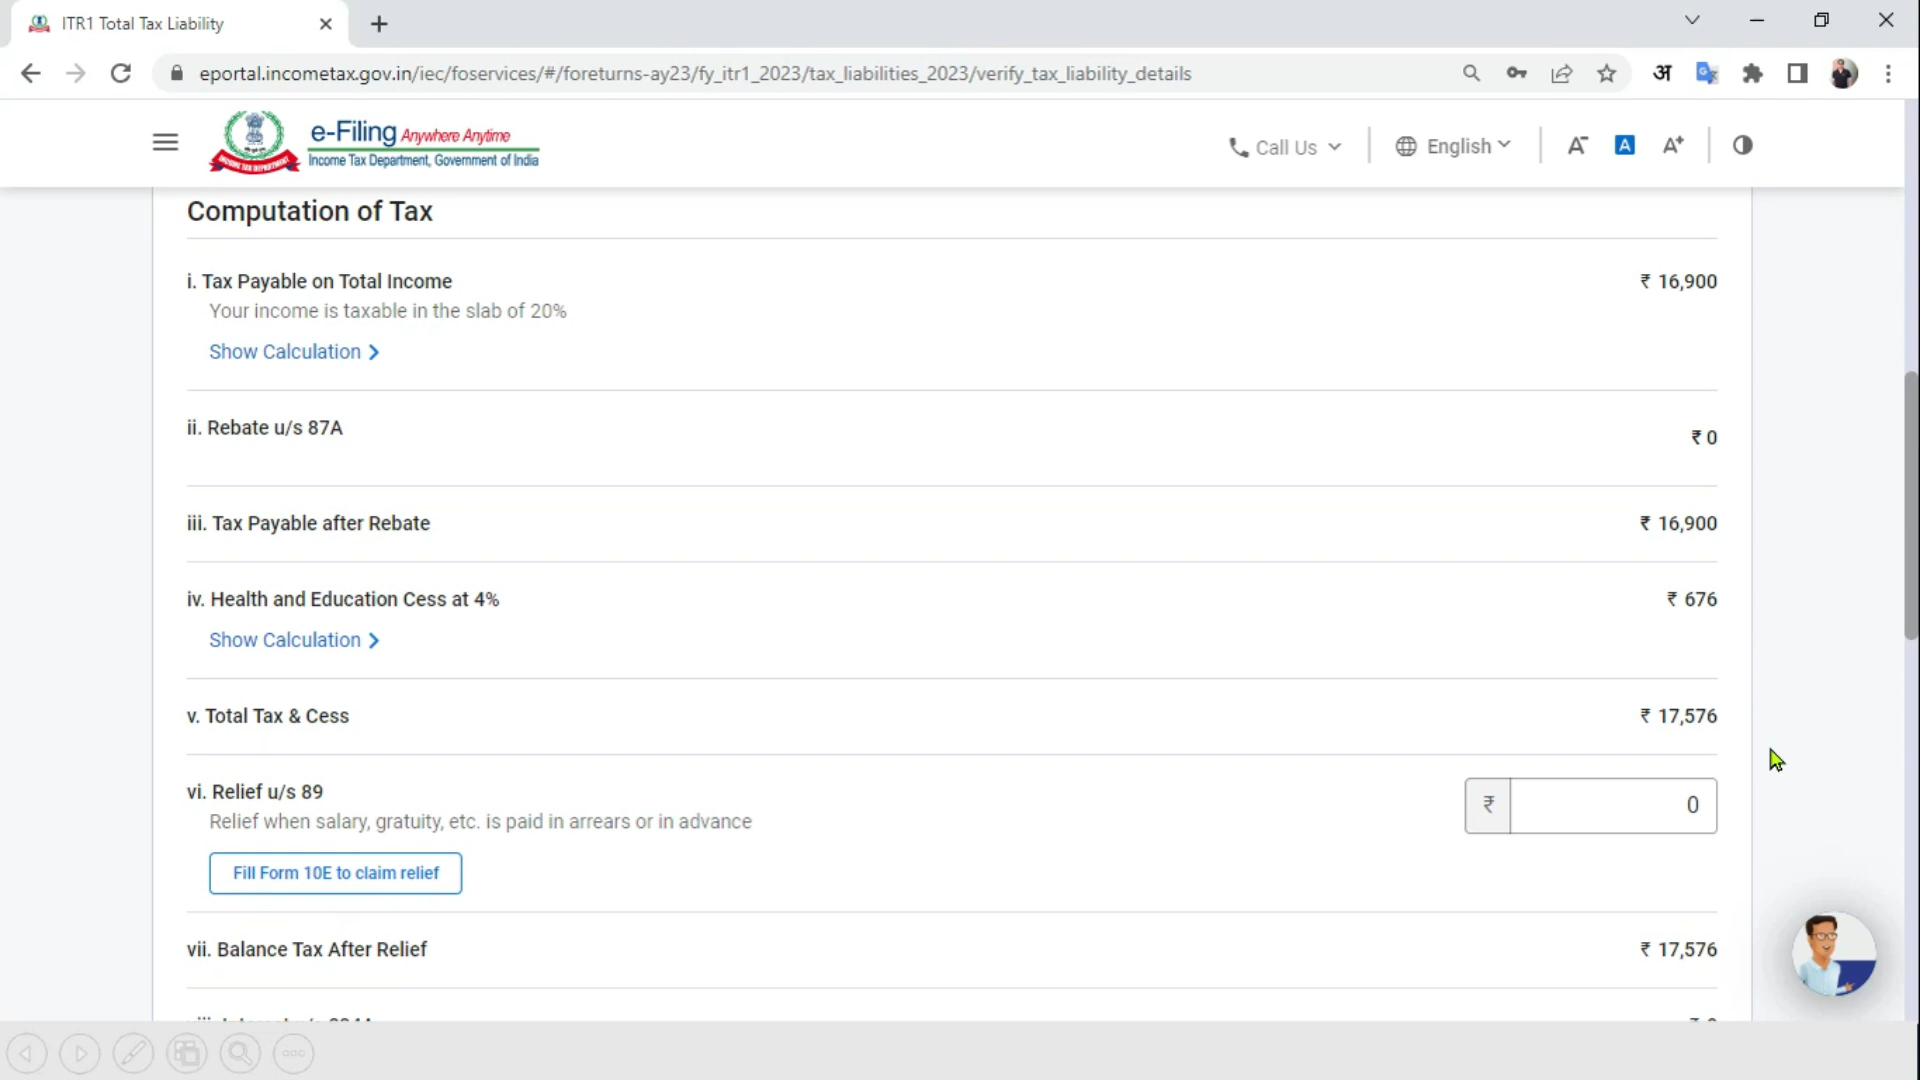 ITR1 Total Tax Liability
eportal.incometax.gov.in/iec/foservices/#/foreturns-ay23/fy_itr1_2023/tax_liabilities_2023/verify_tax_liability_details
अ
e-Filing Anywhere Anytime
Income Tax Department, Government of India
INCOME TAX DEPARTMENT
Call Us
English
A-
A
A+
Computation of Tax
i. Tax Payable on Total Income ₹ 16,900
Your income is taxable in the slab of 20%
Show Calculation
ii. Rebate u/s 87A ₹ 0
iii. Tax Payable after Rebate ₹ 16,900
iv. Health and Education Cess at 4% ₹ 676
Show Calculation
v. Total Tax & Cess ₹ 17,576
vi. Relief u/s 89 ₹ 0
Relief when salary, gratuity, etc. is paid in arrears or in advance
Fill Form 10E to claim relief
vii. Balance Tax After Relief ₹ 17,576